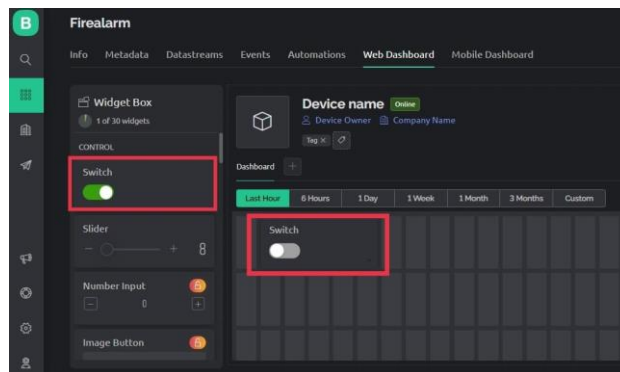 B
Firealarm
Info Metadata Datastreams Events Automations Web Dashboard Mobile Dashboard
Widget Box
1 of 30 widgets
CONTROL
Switch
Slider
− + 8
Number Input
− 0 +
Image Button
Device name Online
Device Owner Company Name
Tag ×
Dashboard +
Last Hour 6 Hours 1 Day 1 Week 1 Month 3 Months Custom
Switch